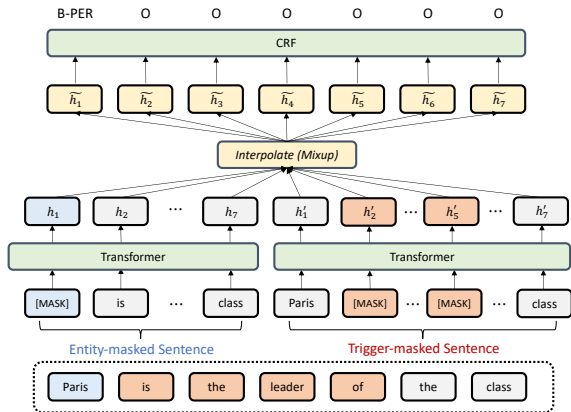 B-PER O O O O O O
CRF
h̃₁ h̃₂ h̃₃ h̃₄ h̃₅ h̃₆ h̃₇
Interpolate (Mixup)
h₁ h₂ ··· h₇ h′₁ h′₂ ··· h′₅ ··· h′₇
Transformer Transformer
[MASK] is ··· class Paris [MASK] ··· [MASK] ··· class
Entity-masked Sentence Trigger-masked Sentence
Paris is the leader of the class